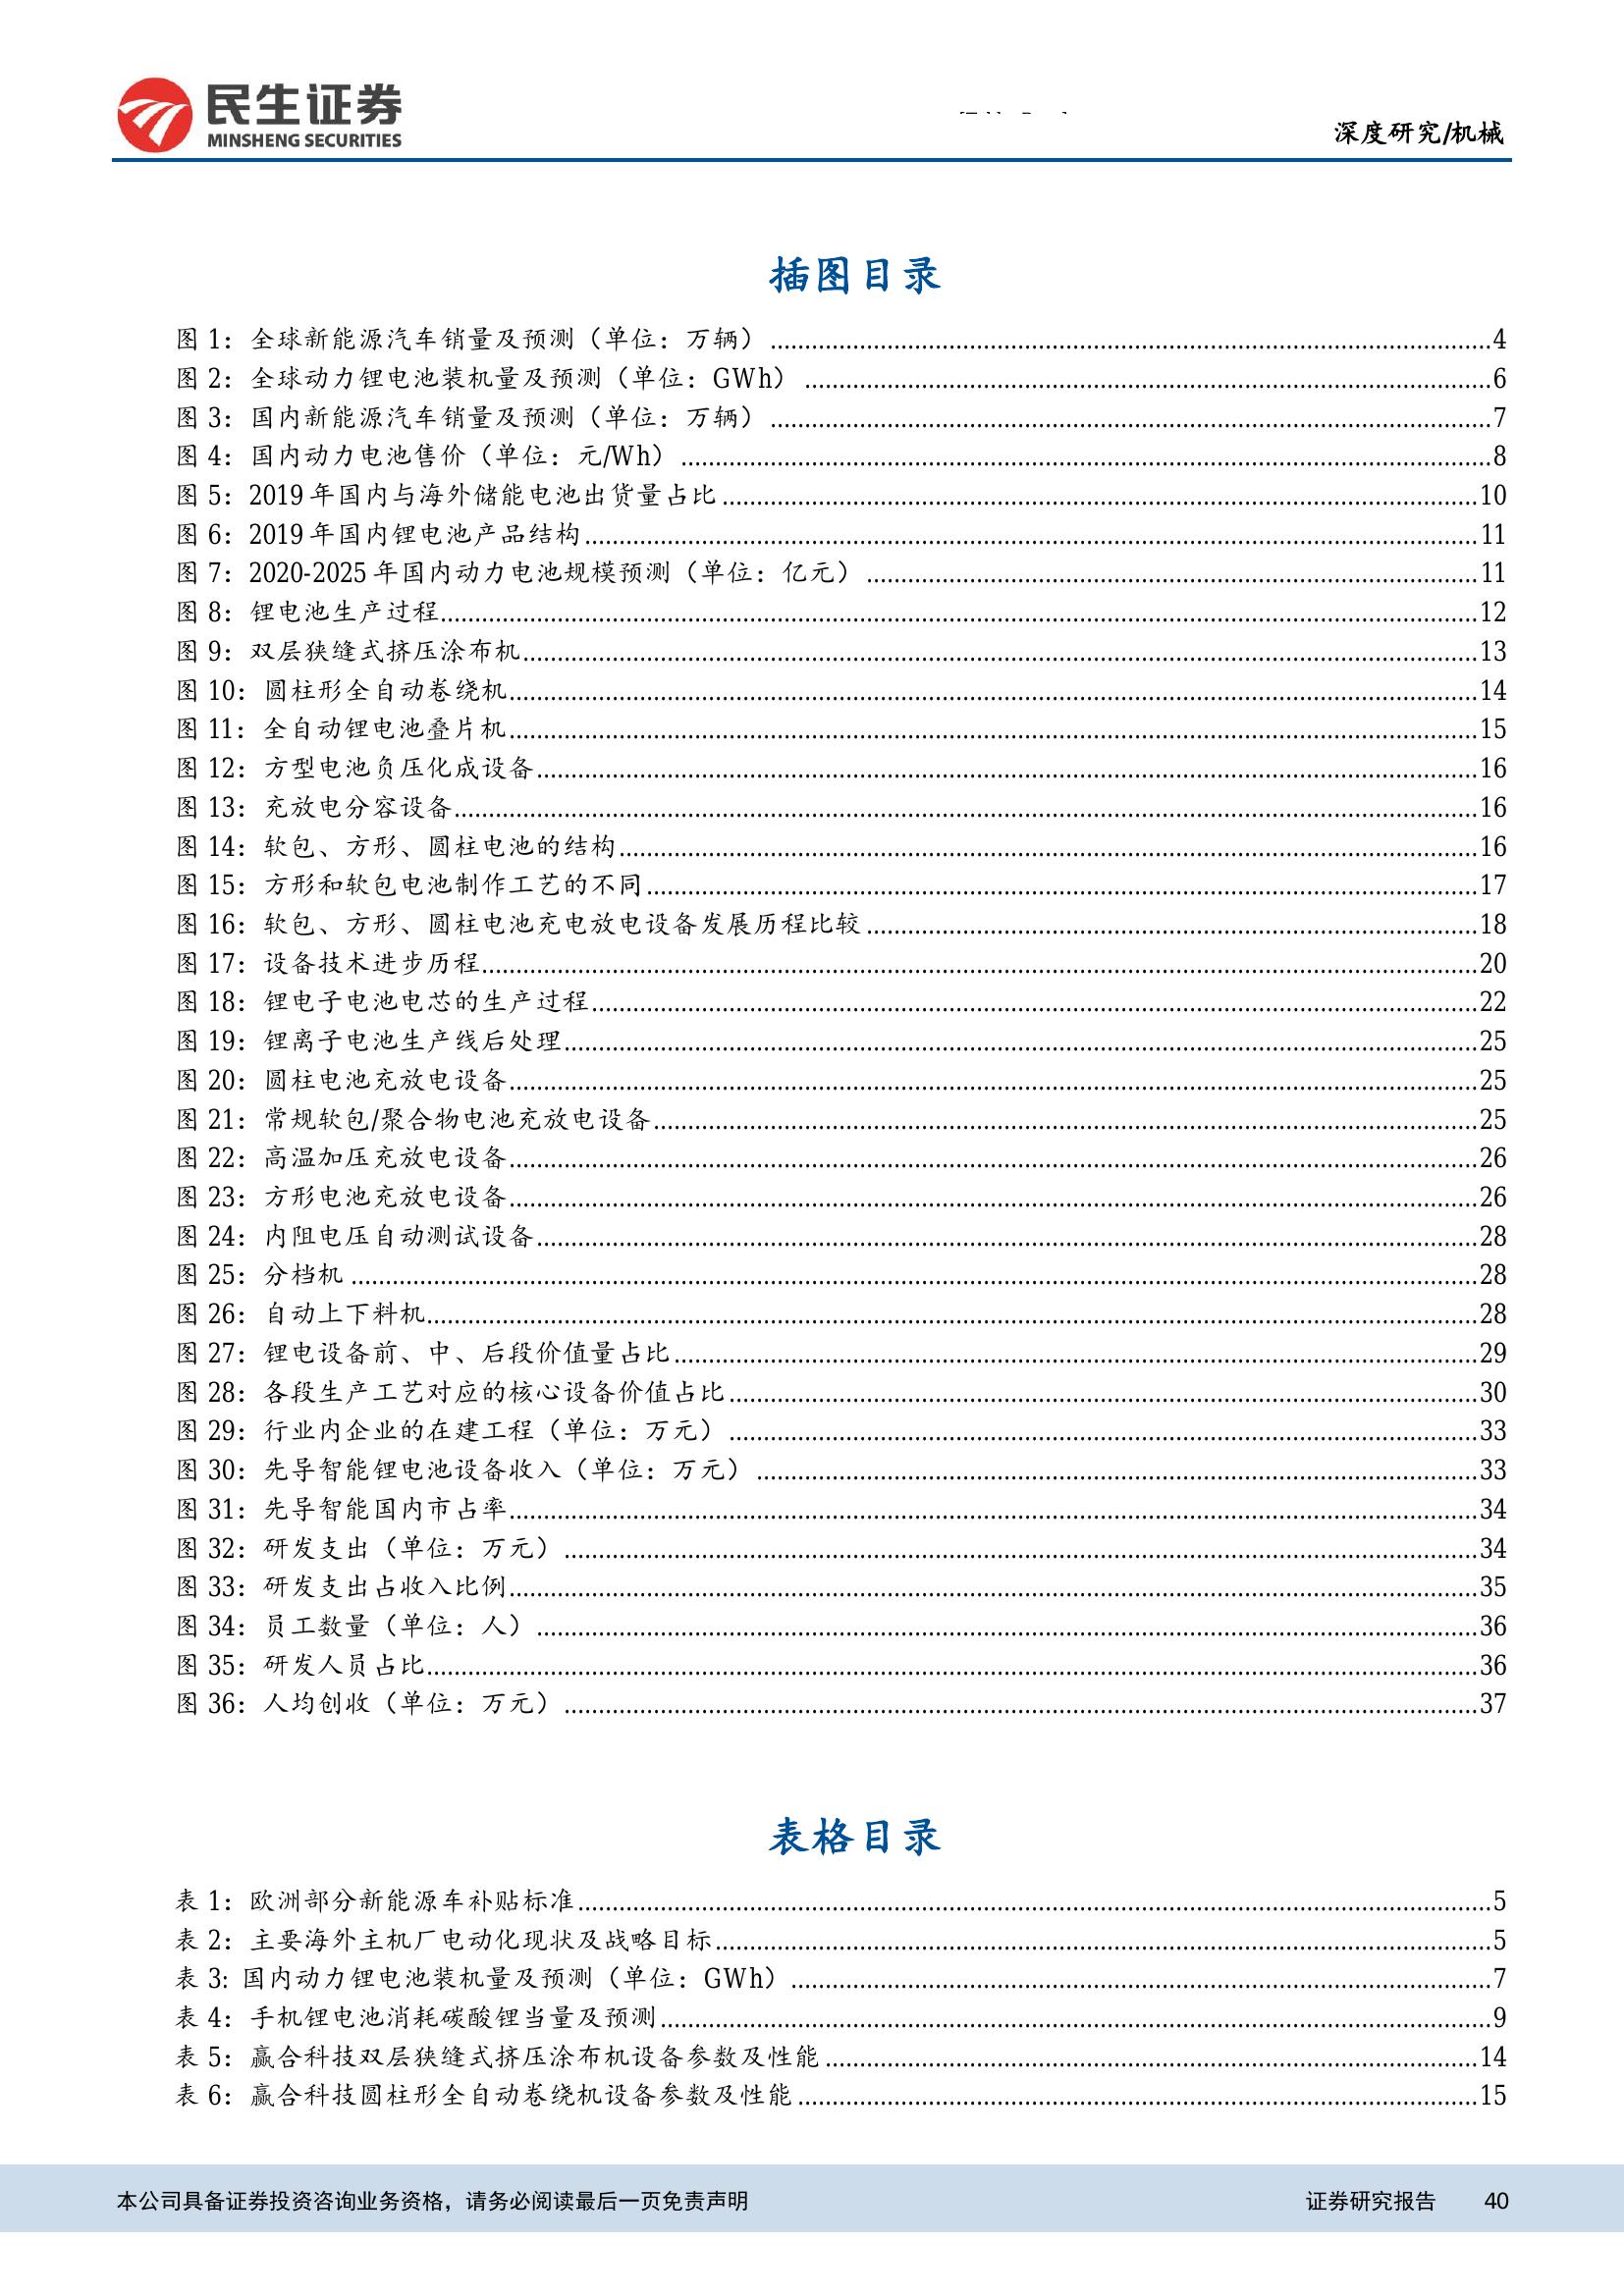 民生证券
MINSHENG SECURITIES
深度研究/机械
插图目录
图 1：全球新能源汽车销量及预测（单位：万辆）...4
图 2：全球动力锂电池装机量及预测（单位：GWh）...6
图 3：国内新能源汽车销量及预测（单位：万辆）...7
图 4：国内动力电池售价（单位：元/Wh）...8
图 5：2019 年国内与海外储能电池出货量占比...10
图 6：2019 年国内锂电池产品结构...11
图 7：2020-2025 年国内动力电池规模预测（单位：亿元）...11
图 8：锂电池生产过程...12
图 9：双层狭缝式挤压涂布机...13
图 10：圆柱形全自动卷绕机...14
图 11：全自动锂电池叠片机...15
图 12：方型电池负压化成设备...16
图 13：充放电分容设备...16
图 14：软包、方形、圆柱电池的结构...16
图 15：方形和软包电池制作工艺的不同...17
图 16：软包、方形、圆柱电池充电放电设备发展历程比较...18
图 17：设备技术进步历程...20
图 18：锂电子电池电芯的生产过程...22
图 19：锂离子电池生产线后处理...25
图 20：圆柱电池充放电设备...25
图 21：常规软包/聚合物电池充放电设备...25
图 22：高温加压充放电设备...26
图 23：方形电池充放电设备...26
图 24：内阻电压自动测试设备...28
图 25：分档机...28
图 26：自动上下料机...28
图 27：锂电设备前、中、后段价值量占比...29
图 28：各段生产工艺对应的核心设备价值占比...30
图 29：行业内企业的在建工程（单位：万元）...33
图 30：先导智能锂电池设备收入（单位：万元）...33
图 31：先导智能国内市占率...34
图 32：研发支出（单位：万元）...34
图 33：研发支出占收入比例...35
图 34：员工数量（单位：人）...36
图 35：研发人员占比...36
图 36：人均创收（单位：万元）...37
表格目录
表 1：欧洲部分新能源车补贴标准...5
表 2：主要海外主机厂电动化现状及战略目标...5
表 3: 国内动力锂电池装机量及预测（单位：GWh）...7
表 4：手机锂电池消耗碳酸锂当量及预测...9
表 5：赢合科技双层狭缝式挤压涂布机设备参数及性能...14
表 6：赢合科技圆柱形全自动卷绕机设备参数及性能...15
本公司具备证券投资咨询业务资格，请务必阅读最后一页免责声明
证券研究报告 40